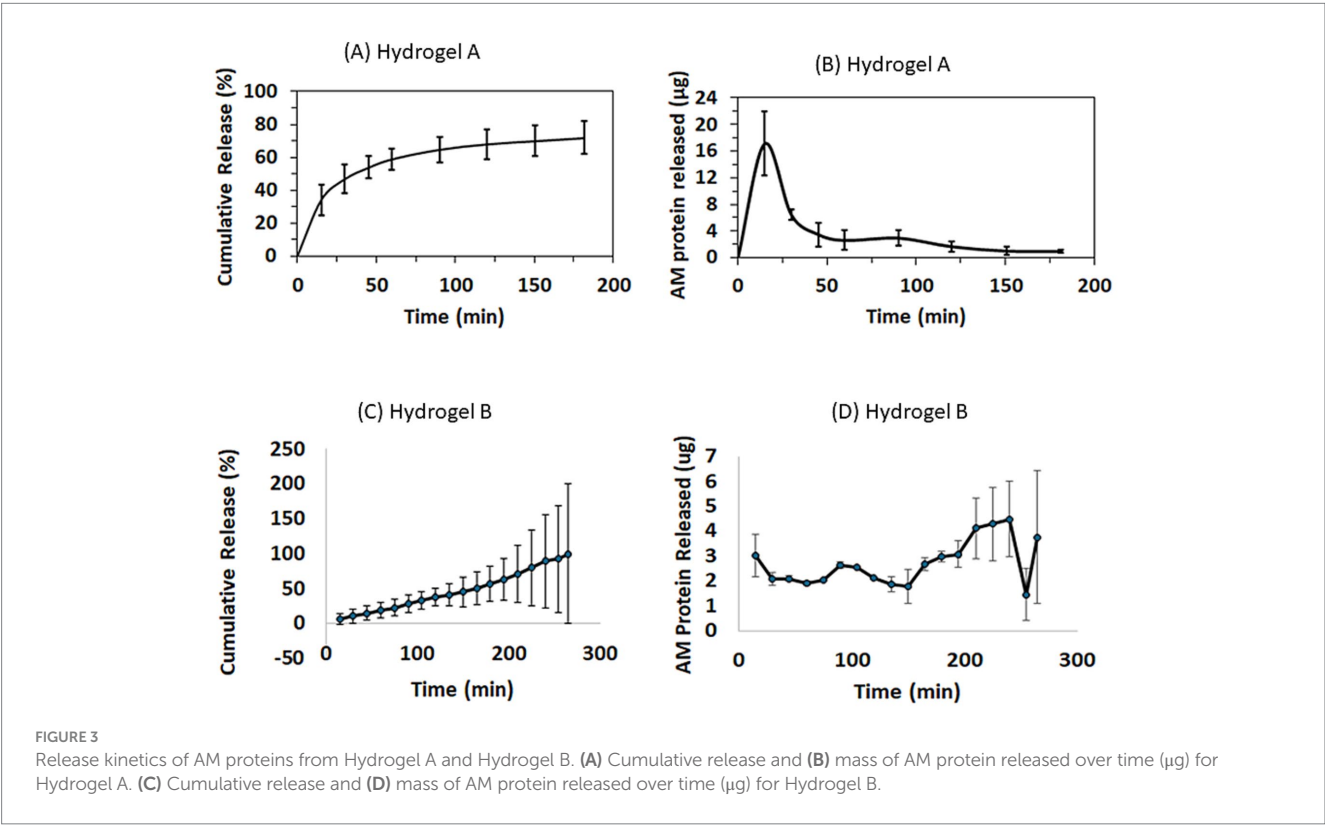 (A) Hydrogel A
Cumulative Release (%)
100
80
60
40
20
0
0 50 100 150 200
Time (min)
(B) Hydrogel A
AM protein released (µg)
24
20
16
12
8
4
0
0 50 100 150 200
Time (min)
(C) Hydrogel B
Cumulative Release (%)
250
200
150
100
50
0
-50
0 100 200 300
Time (min)
(D) Hydrogel B
AM Protein Released (ug)
7
6
5
4
3
2
1
0
0 100 200 300
Time (min)
FIGURE 3
Release kinetics of AM proteins from Hydrogel A and Hydrogel B. (A) Cumulative release and (B) mass of AM protein released over time (µg) for
Hydrogel A. (C) Cumulative release and (D) mass of AM protein released over time (µg) for Hydrogel B.